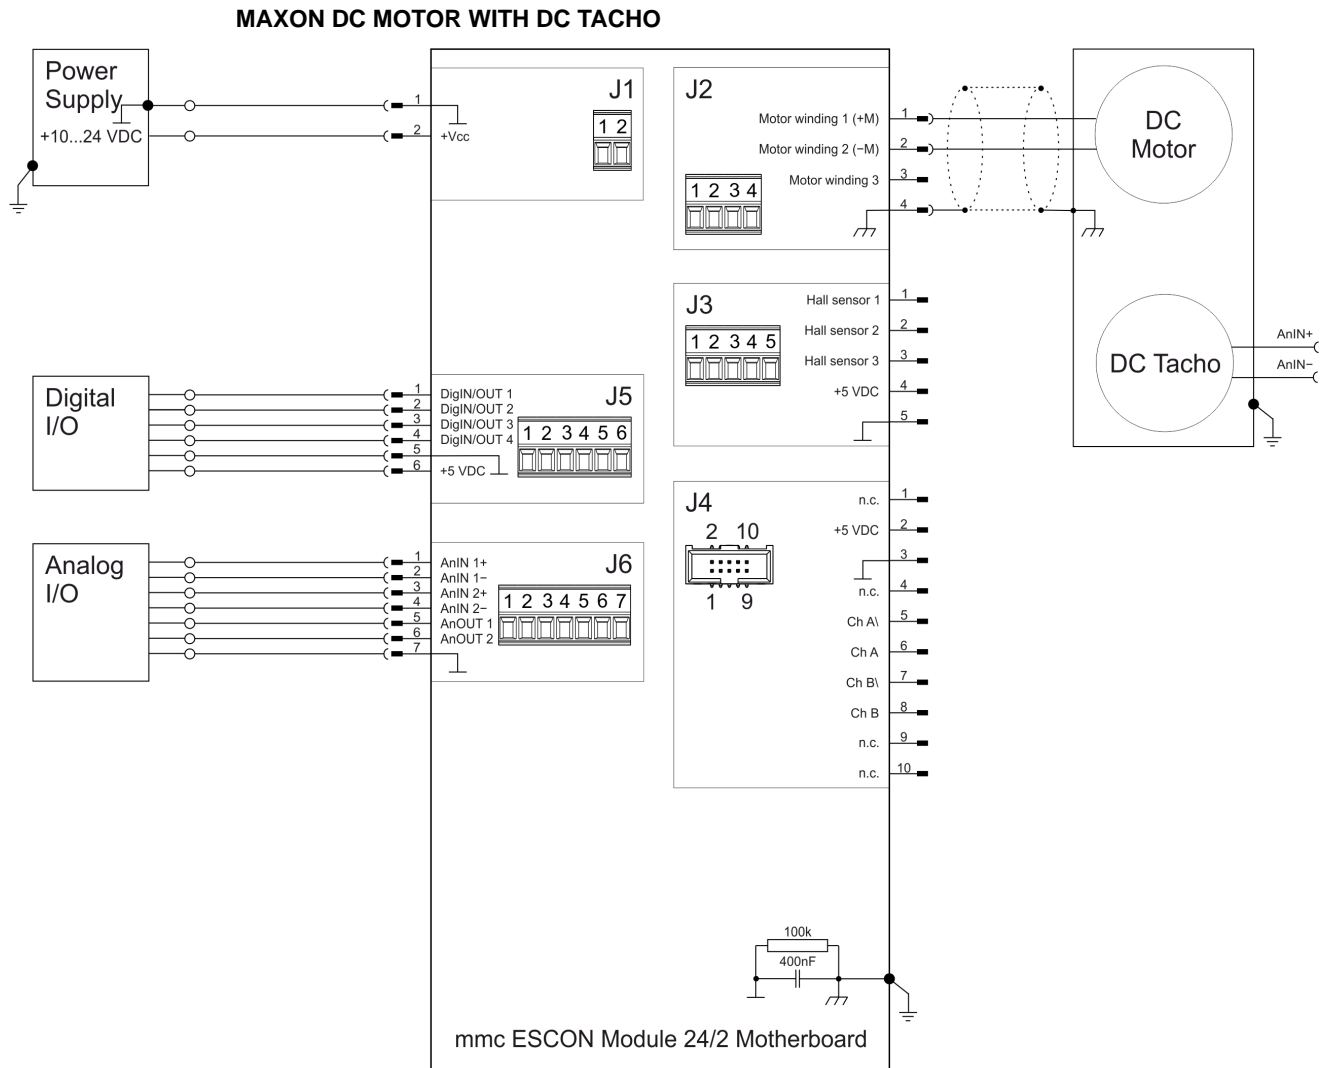 MAXON DC MOTOR WITH DC TACHO
Power
Supply
+10...24 VDC
1
2
+Vcc
J1
1 2
J2
1 2 3 4
Motor winding 1 (+M)
1
Motor winding 2 (−M)
2
Motor winding 3
3
4
DC
Motor
J3
1 2 3 4 5
Hall sensor 1
1
Hall sensor 2
2
Hall sensor 3
3
+5 VDC
4
5
DC Tacho
AnIN+
AnIN−
Digital
I/O
1
DigIN/OUT 1
2
DigIN/OUT 2
3
DigIN/OUT 3
4
DigIN/OUT 4
5
6
+5 VDC
J5
1 2 3 4 5 6
J4
2 10
1 9
n.c.
1
+5 VDC
2
3
n.c.
4
Ch A\
5
Ch A
6
Ch B\
7
Ch B
8
n.c.
9
n.c.
10
Analog
I/O
1
AnIN 1+
2
AnIN 1−
3
AnIN 2+
4
AnIN 2−
5
AnOUT 1
6
AnOUT 2
7
J6
1 2 3 4 5 6 7
100k
400nF
mmc ESCON Module 24/2 Motherboard